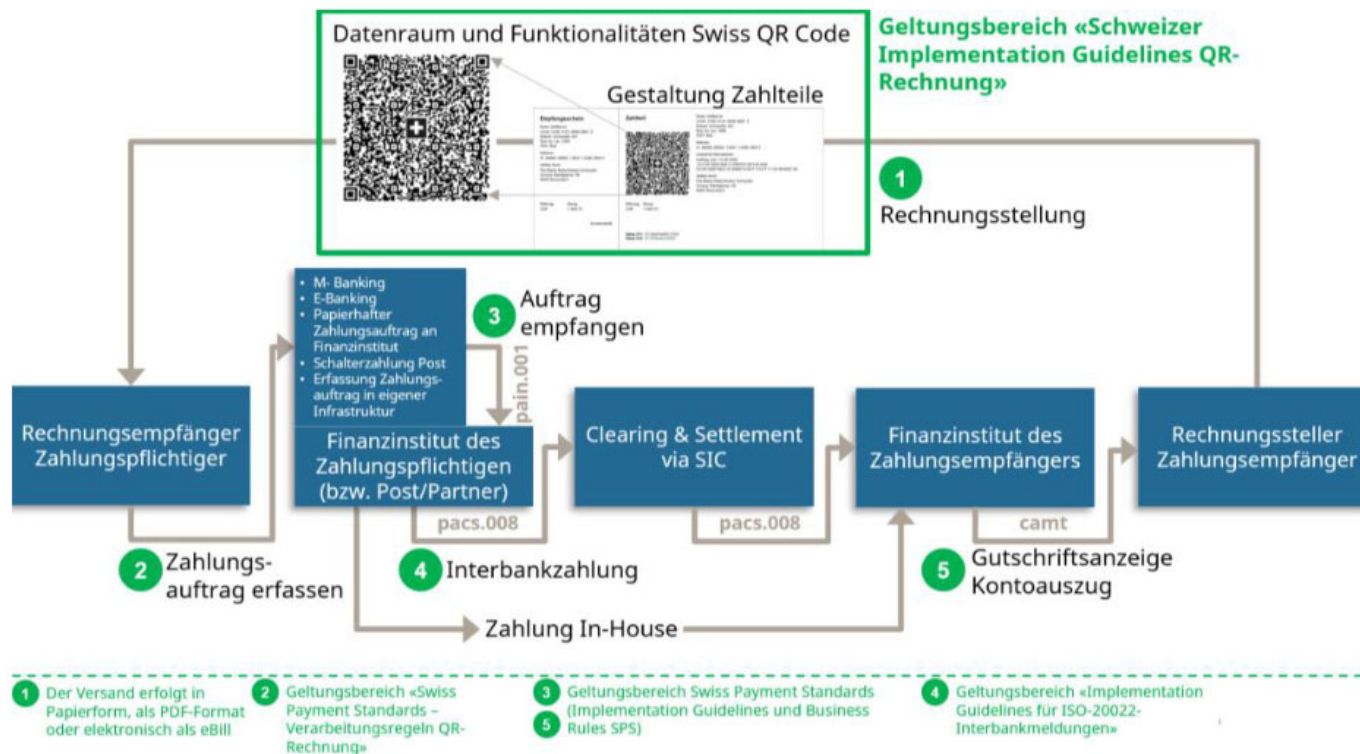 Datenraum und Funktionalitäten Swiss QR Code
Geltungsbereich «Schweizer
Implementation Guidelines QR-
Rechnung»
Gestaltung Zahlteile
Empfangsschein
Zahlteil
1
Rechnungsstellung
• M- Banking
• E-Banking
• Papierhafter
Zahlungsauftrag an
Finanzinstitut
• Schalterzahlung Post
• Erfassung Zahlungs-
auftrag in eigener
Infrastruktur
3
Auftrag
empfangen
pain.001
Rechnungsempfänger
Zahlungspflichtiger
Finanzinstitut des
Zahlungspflichtigen
(bzw. Post/Partner)
Clearing & Settlement
via SIC
Finanzinstitut des
Zahlungsempfängers
Rechnungssteller
Zahlungsempfänger
pacs.008
pacs.008
camt
2
Zahlungs-
auftrag erfassen
4
Interbankzahlung
5
Gutschriftsanzeige
Kontoauszug
Zahlung In-House
1
Der Versand erfolgt in
Papierform, als PDF-Format
oder elektronisch als eBill
2
Geltungsbereich «Swiss
Payment Standards –
Verarbeitungsregeln QR-
Rechnung»
3
5
Geltungsbereich Swiss Payment Standards
(Implementation Guidelines und Business
Rules SPS)
4
Geltungsbereich «Implementation
Guidelines für ISO-20022-
Interbankmeldungen»